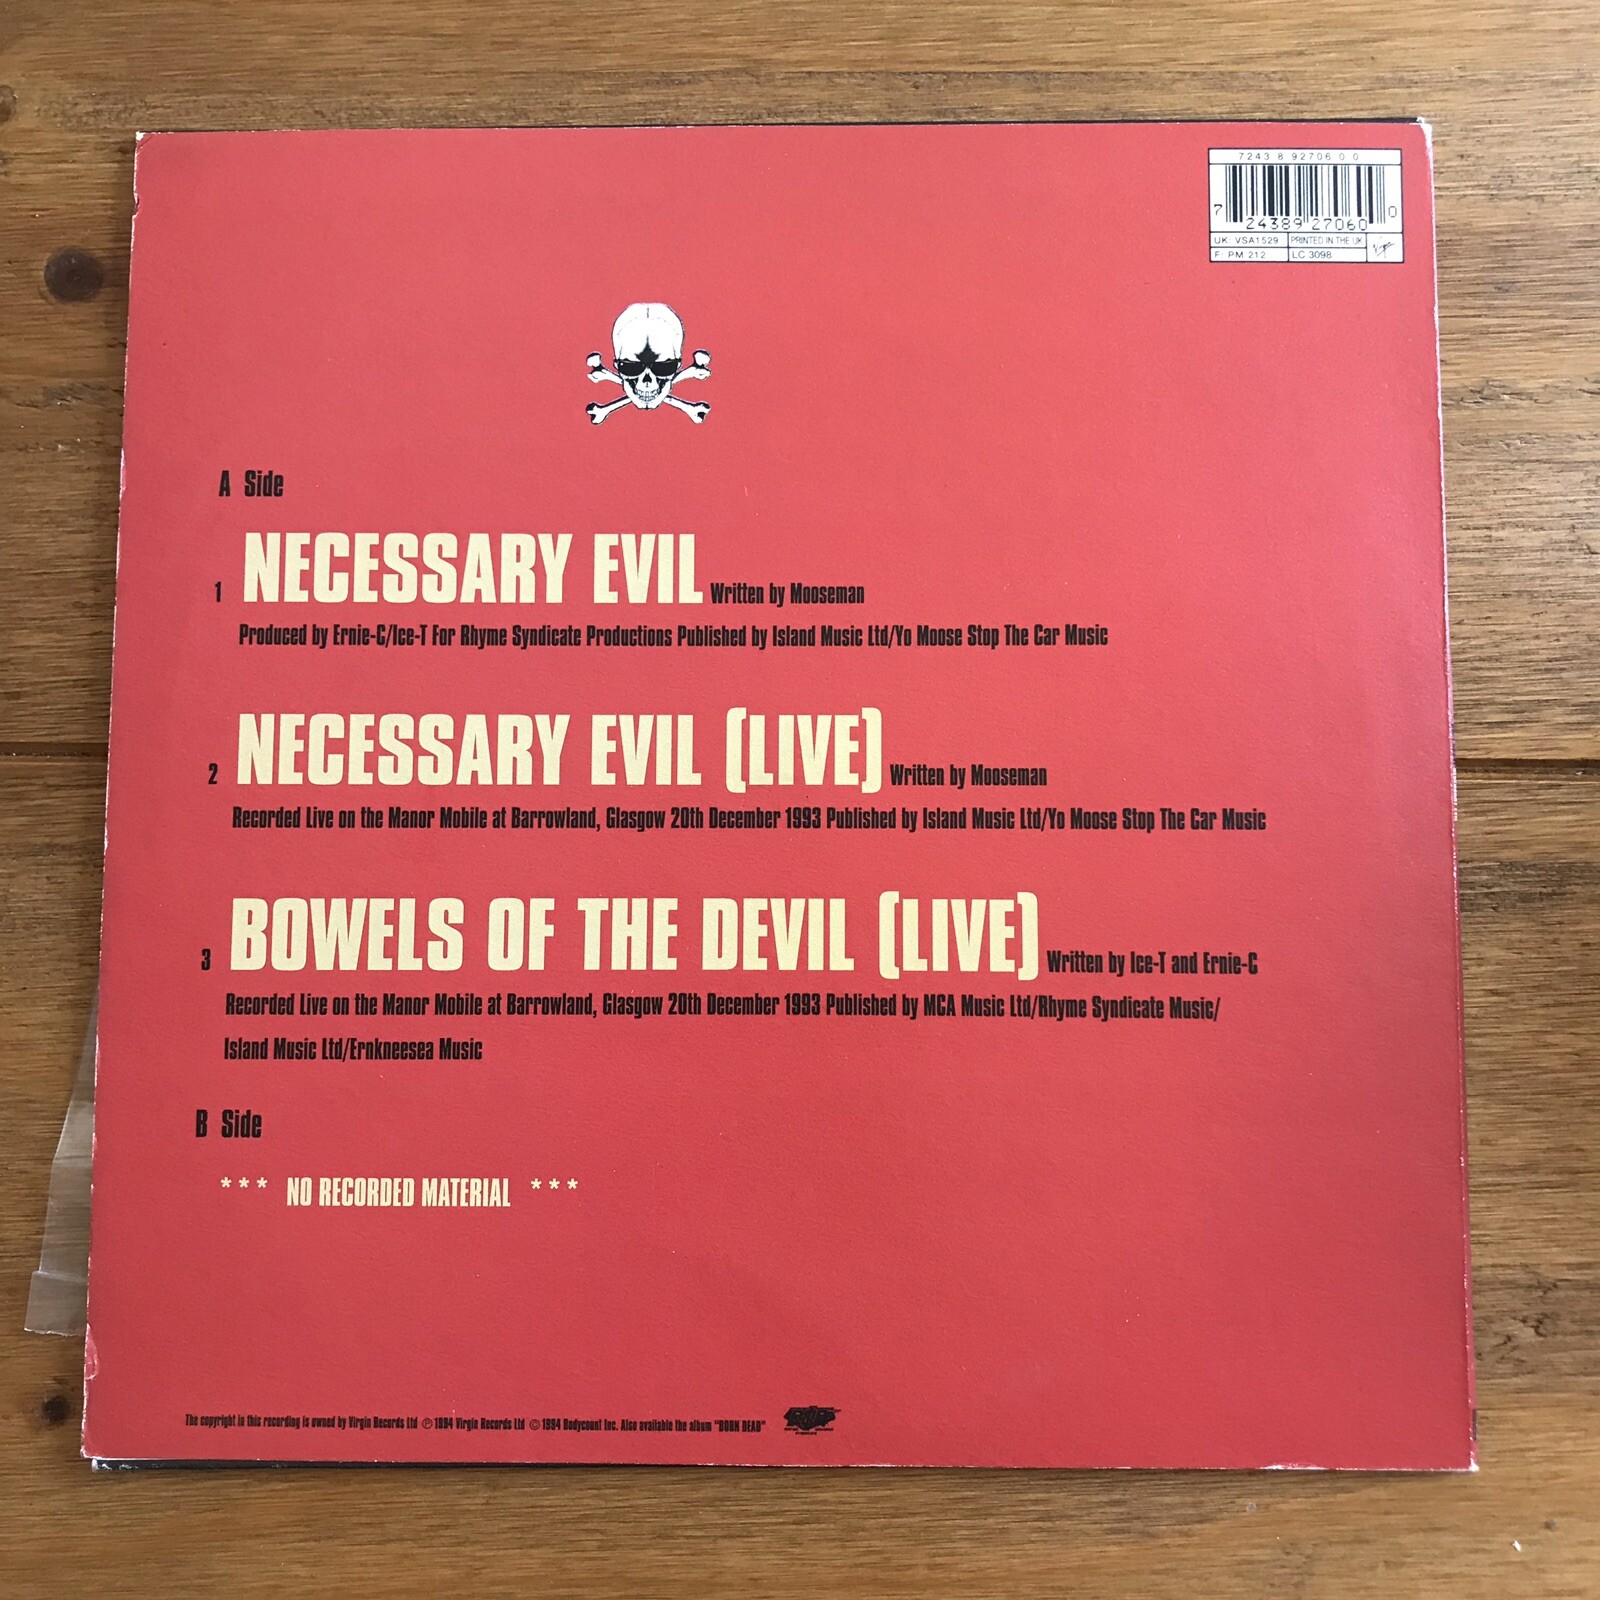 7243 8 92706 0 0
7 24389 27060 0
UK: VSA1529 PRINTED IN THE UK
F: PM 212 LC 3098
Virgin
A Side
1 NECESSARY EVIL Written by Mooseman
Produced by Ernie-C/Ice-T For Rhyme Syndicate Productions Published by Island Music Ltd/Yo Moose Stop The Car Music
2 NECESSARY EVIL (LIVE) Written by Mooseman
Recorded Live on the Manor Mobile at Barrowland, Glasgow 20th December 1993 Published by Island Music Ltd/Yo Moose Stop The Car Music
3 BOWELS OF THE DEVIL (LIVE) Written by Ice-T and Ernie-C
Recorded Live on the Manor Mobile at Barrowland, Glasgow 20th December 1993 Published by MCA Music Ltd/Rhyme Syndicate Music/
Island Music Ltd/Ernkneesea Music
B Side
*** NO RECORDED MATERIAL ***
The copyright in this recording is owned by Virgin Records Ltd ℗ 1994 Virgin Records Ltd © 1994 Bodycount Inc. Also available the album "BORN DEAD"